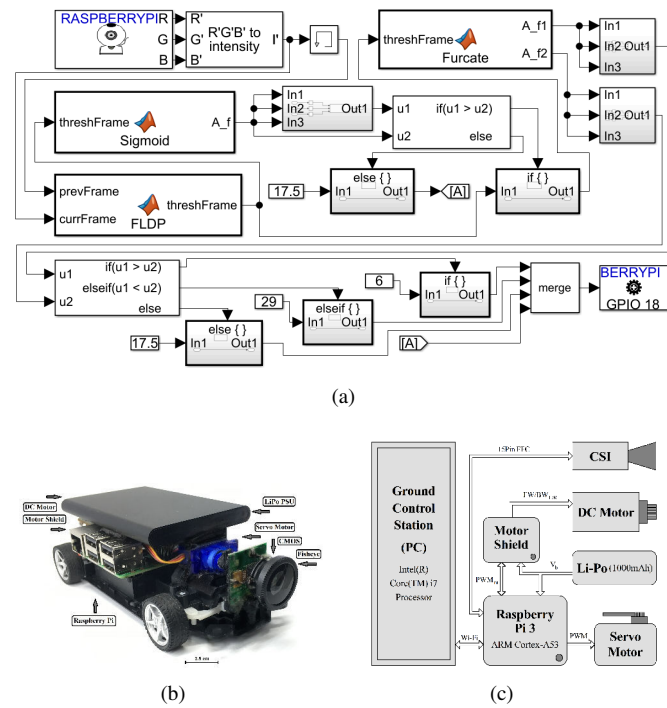 RASPBERRYPI
R
G
B
R'
G'
B'
R'G'B' to
intensity
I'
threshFrame
Furcate
A_f1
A_f2
In1
In2
Out1
In3
In1
In2
Out1
In3
threshFrame
Sigmoid
A_f
In1
In2
In3
Out1
u1
u2
if(u1 > u2)
else
prevFrame
currFrame
FLDP
threshFrame
17.5
else { }
In1
Out1
[A]
if { }
In1
Out1
u1
u2
if(u1 > u2)
elseif(u1 < u2)
else
17.5
else { }
In1
Out1
29
elseif { }
In1
Out1
6
if { }
In1
Out1
[A]
merge
BERRYPI
GPIO 18
(a)
DC Motor
Motor Shield
LiPo PSU
Servo Motor
CMOS
Fisheye
Raspberry Pi
(b)
Ground
Control
Station
(PC)
Intel(R)
Core(TM) i7
Processor
15Pin FFC
CSI
DC Motor
Motor
Shield
Li-Po (1000mAh)
PWM
Vb
Raspberry
Pi 3
ARM Cortex-A53
Wi-Fi
PWM
Servo
Motor
(c)